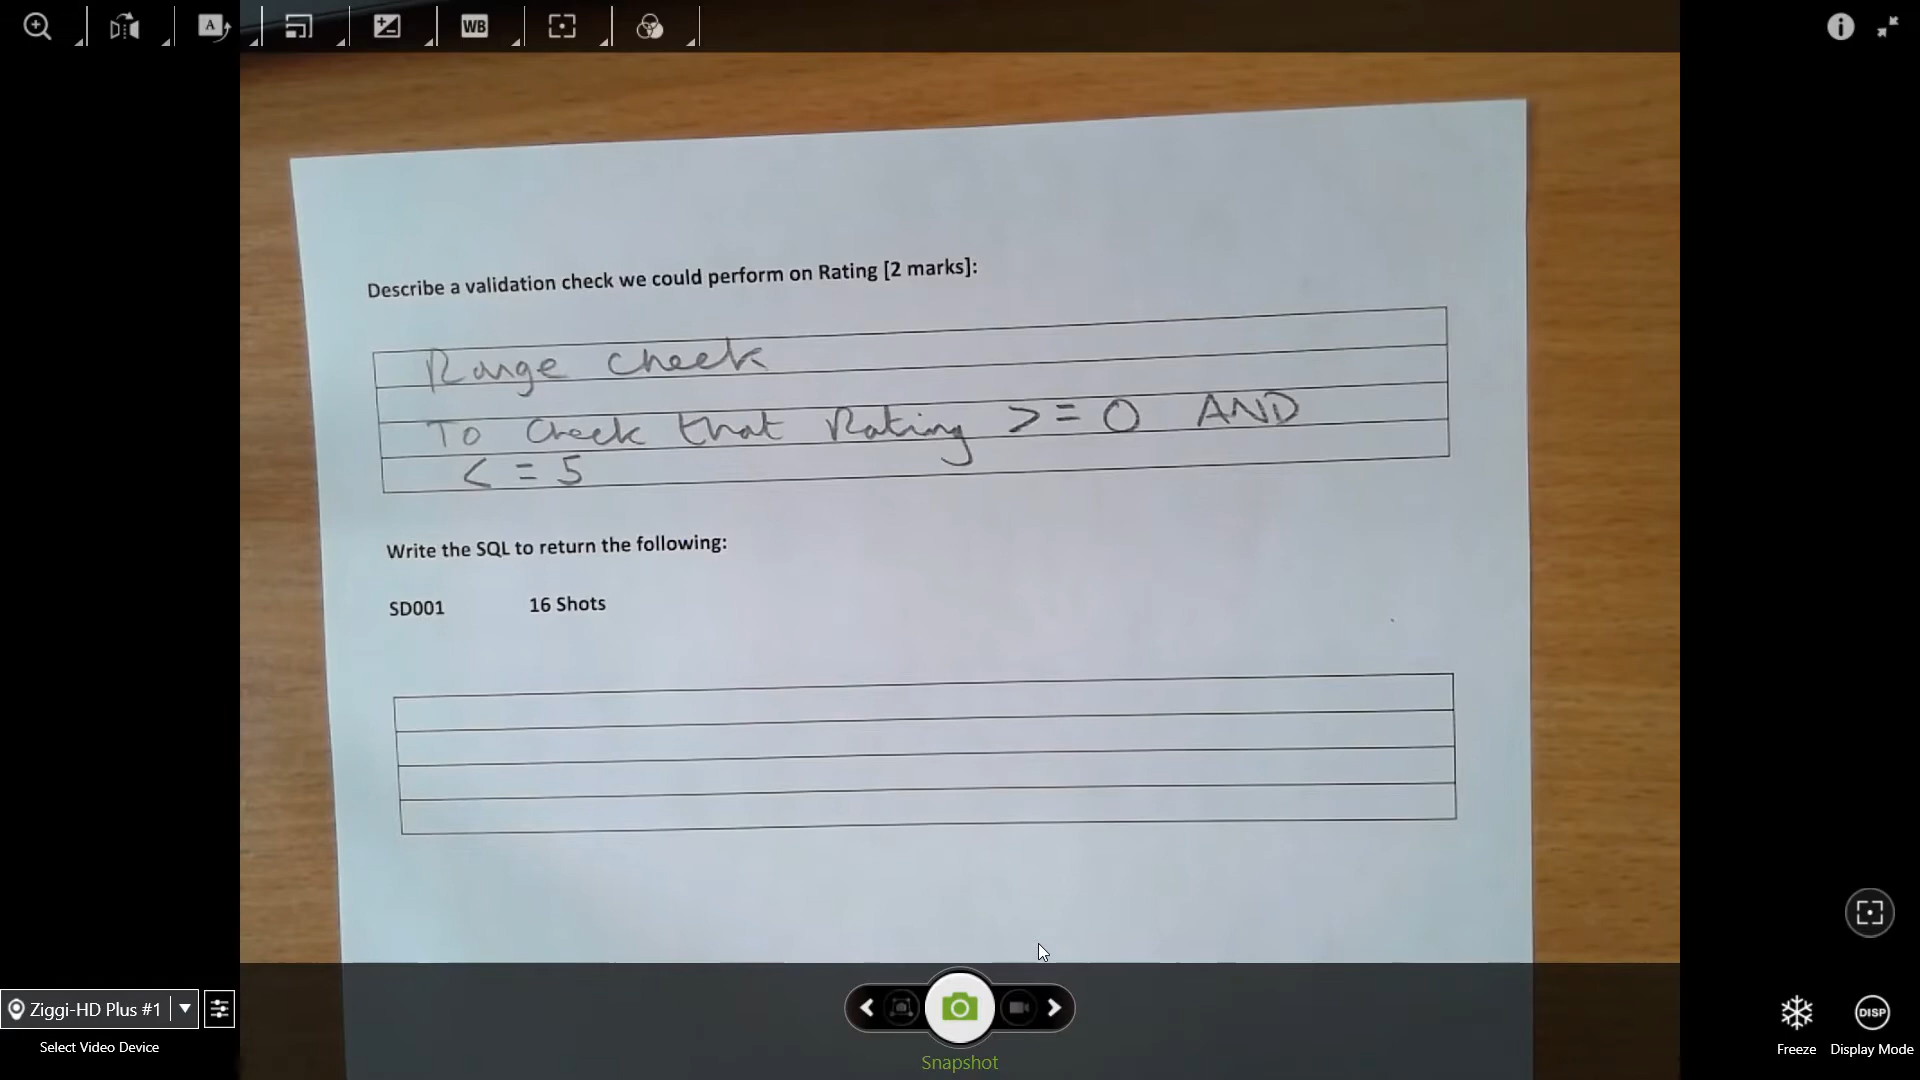 WB
Describe a validation check we could perform on Rating [2 marks]:
Range check
To check that Rating >= 0 AND
<= 5
Write the SQL to return the following:
SD001 16 Shots
Ziggi-HD Plus #1
Select Video Device
Snapshot
Freeze
DISP
Display Mode